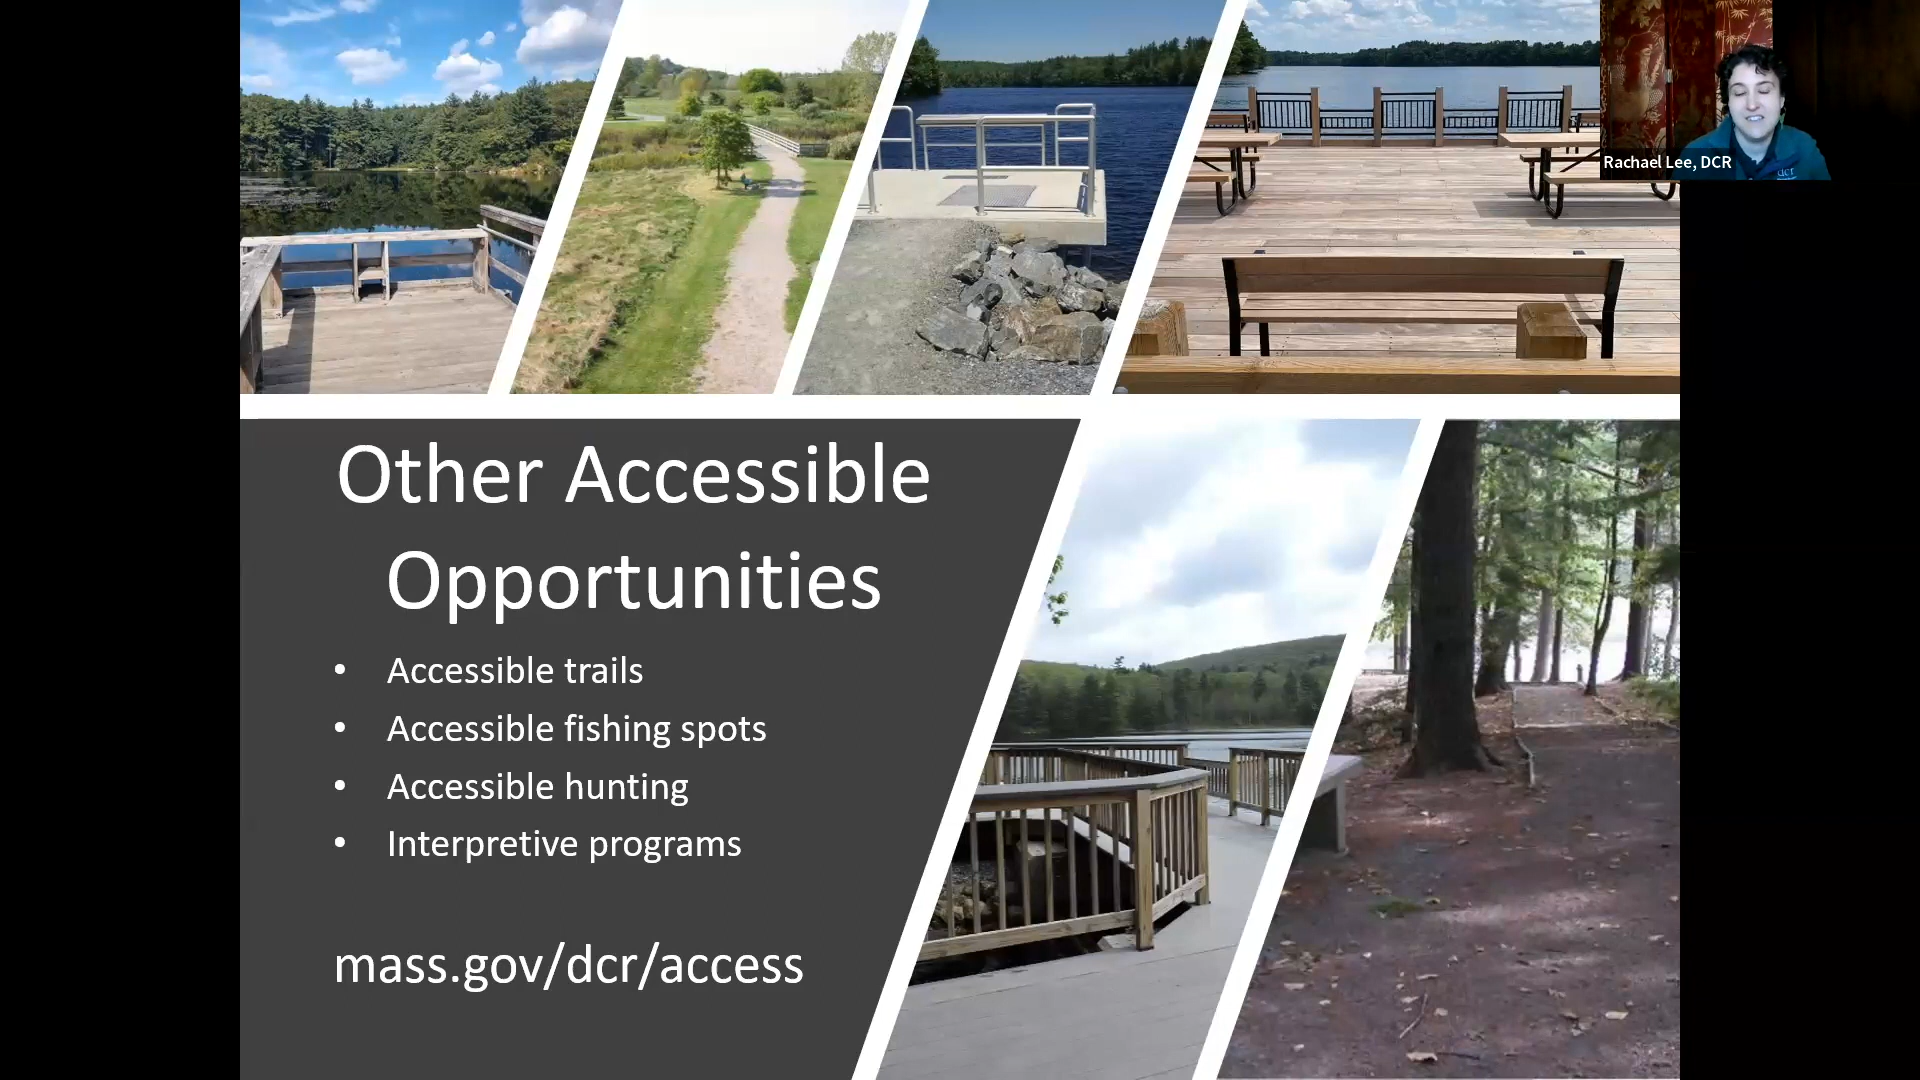 Rachael Lee, DCR
dcr
Other Accessible
Opportunities
• Accessible trails
• Accessible fishing spots
• Accessible hunting
• Interpretive programs
mass.gov/dcr/access